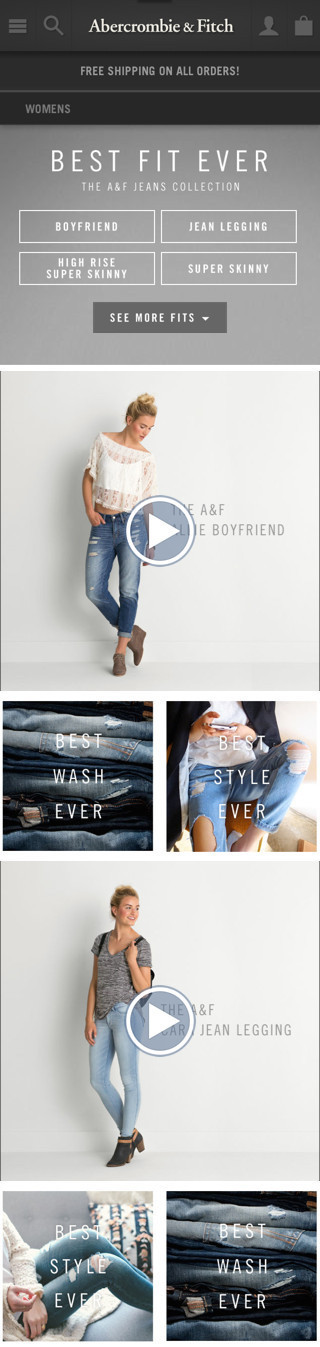 Abercrombie & Fitch
FREE SHIPPING ON ALL ORDERS!
WOMENS
BEST FIT EVER
THE A&F JEANS COLLECTION
BOYFRIEND
JEAN LEGGING
HIGH RISE
SUPER SKINNY
SUPER SKINNY
SEE MORE FITS
THE A&F
BOYFRIEND
BEST
WASH
EVER
BEST
STYLE
EVER
THE A&F
JEAN LEGGING
BEST
STYLE
EVER
BEST
WASH
EVER